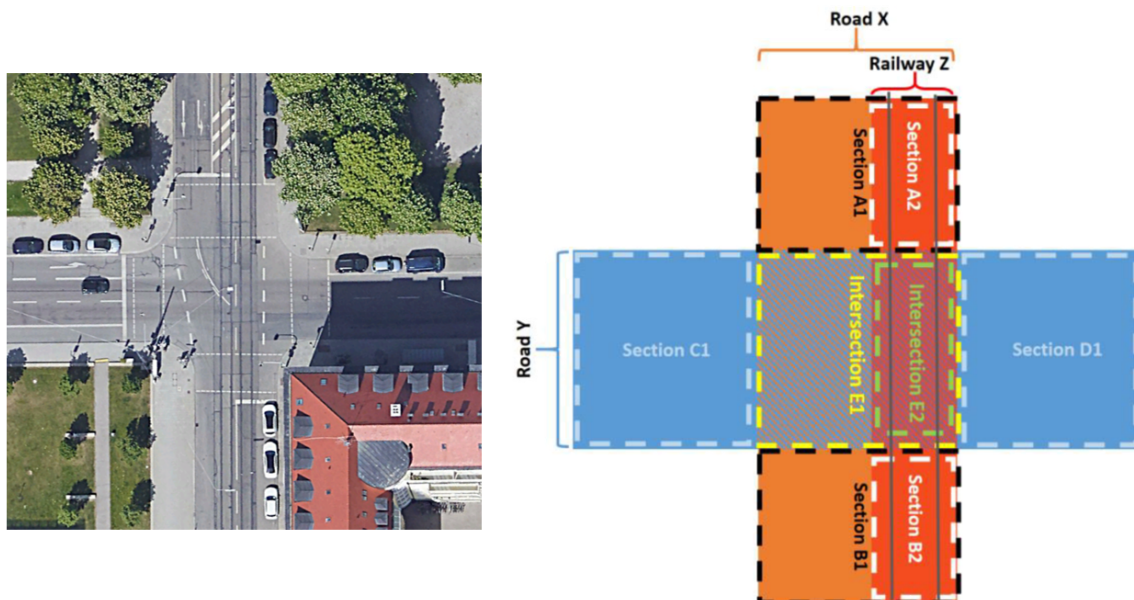 Road X
Railway Z
Section A1
Section A2
Road Y
Section C1
Intersection E1
Intersection E2
Section D1
Section B1
Section B2